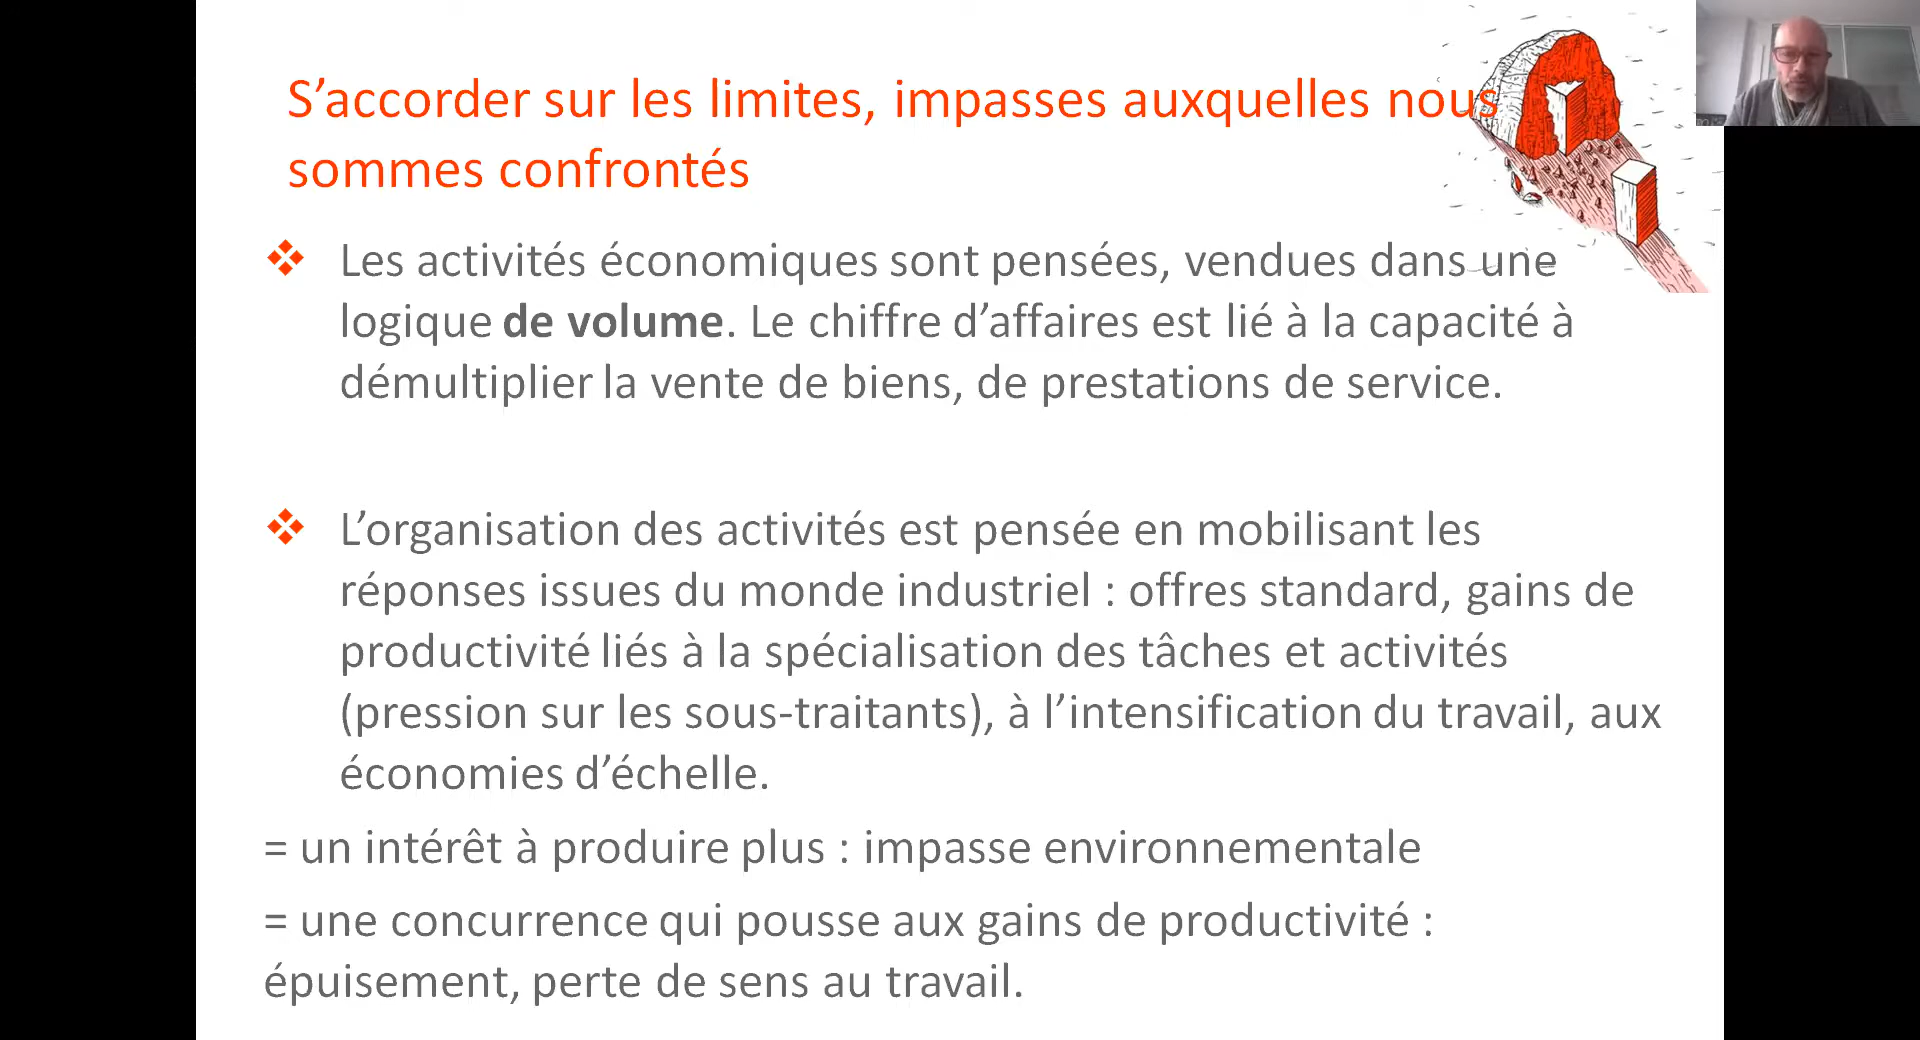 S’accorder sur les limites, impasses auxquelles nous
sommes confrontés
❖ Les activités économiques sont pensées, vendues dans une
logique de volume. Le chiffre d’affaires est lié à la capacité à
démultiplier la vente de biens, de prestations de service.
❖ L’organisation des activités est pensée en mobilisant les
réponses issues du monde industriel : offres standard, gains de
productivité liés à la spécialisation des tâches et activités
(pression sur les sous-traitants), à l’intensification du travail, aux
économies d’échelle.
= un intérêt à produire plus : impasse environnementale
= une concurrence qui pousse aux gains de productivité :
épuisement, perte de sens au travail.